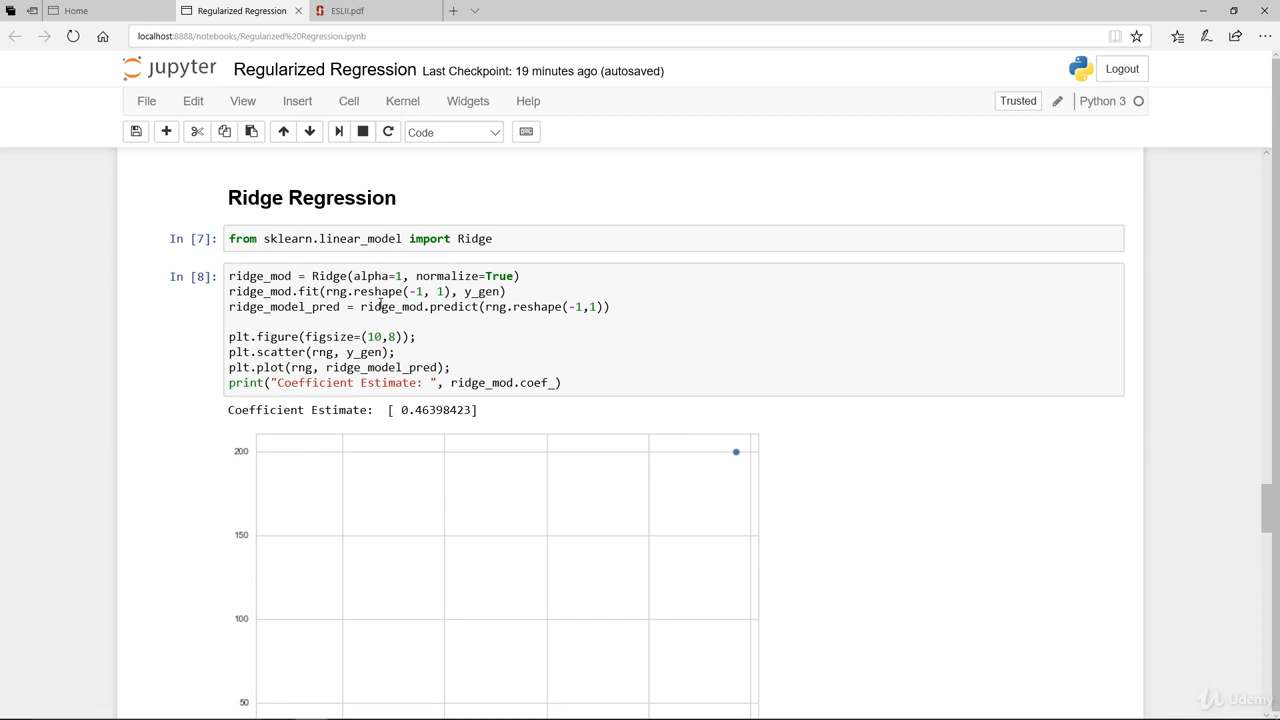 Home
Regularized Regression
ESLII.pdf
localhost:8888/notebooks/Regularized%20Regression.ipynb
jupyter
Regularized Regression Last Checkpoint: 19 minutes ago (autosaved)
Logout
File Edit View Insert Cell Kernel Widgets Help
Trusted
Python 3
Code
Ridge Regression
In [7]:
from sklearn.linear_model import Ridge
In [8]:
ridge_mod = Ridge(alpha=1, normalize=True)
ridge_mod.fit(rng.reshape(-1, 1), y_gen)
ridge_model_pred = ridge_mod.predict(rng.reshape(-1,1))
plt.figure(figsize=(10,8));
plt.scatter(rng, y_gen);
plt.plot(rng, ridge_model_pred);
print("Coefficient Estimate: ", ridge_mod.coef_)
Coefficient Estimate:  [ 0.46398423]
200
150
100
50
Udemy